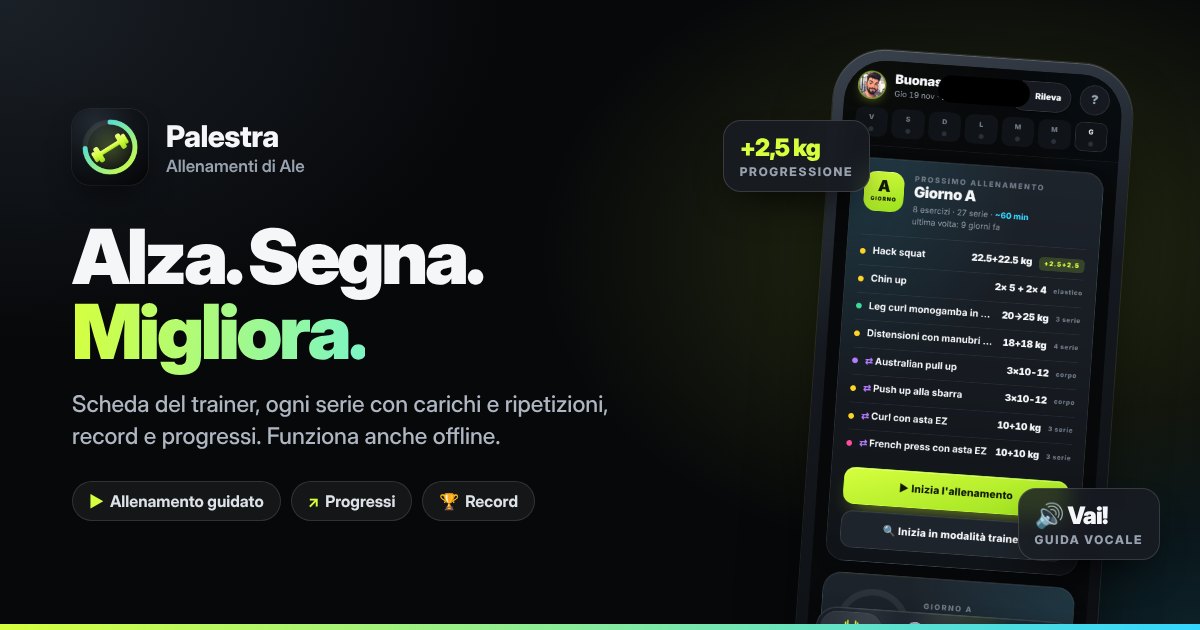 Palestra
Allenamenti di Ale
Alza. Segna.
Migliora.
Scheda del trainer, ogni serie con carichi e ripetizioni,
record e progressi. Funziona anche offline.
▶ Allenamento guidato
↗ Progressi
🏆 Record
+2,5 kg
PROGRESSIONE
Gio 19 nov
Rileva
?
V S D L M M G
A
GIORNO
PROSSIMO ALLENAMENTO
Giorno A
8 esercizi · 27 serie · ~60 min
ultima volta: 9 giorni fa
Hack squat 22.5+22.5 kg +2.5+2.5
Chin up 2× 5 + 2× 4 elastico
Leg curl monogamba in ... 20→25 kg 3 serie
Distensioni con manubri ... 18+18 kg 4 serie
⇄ Australian pull up 3×10-12 corpo
⇄ Push up alla sbarra 3×10-12 corpo
⇄ Curl con asta EZ 10+10 kg 3 serie
⇄ French press con asta EZ 10+10 kg 3 serie
▶ Inizia l'allenamento
🔍 Inizia in modalità traine
🔊 Vai!
GUIDA VOCALE
GIORNO A